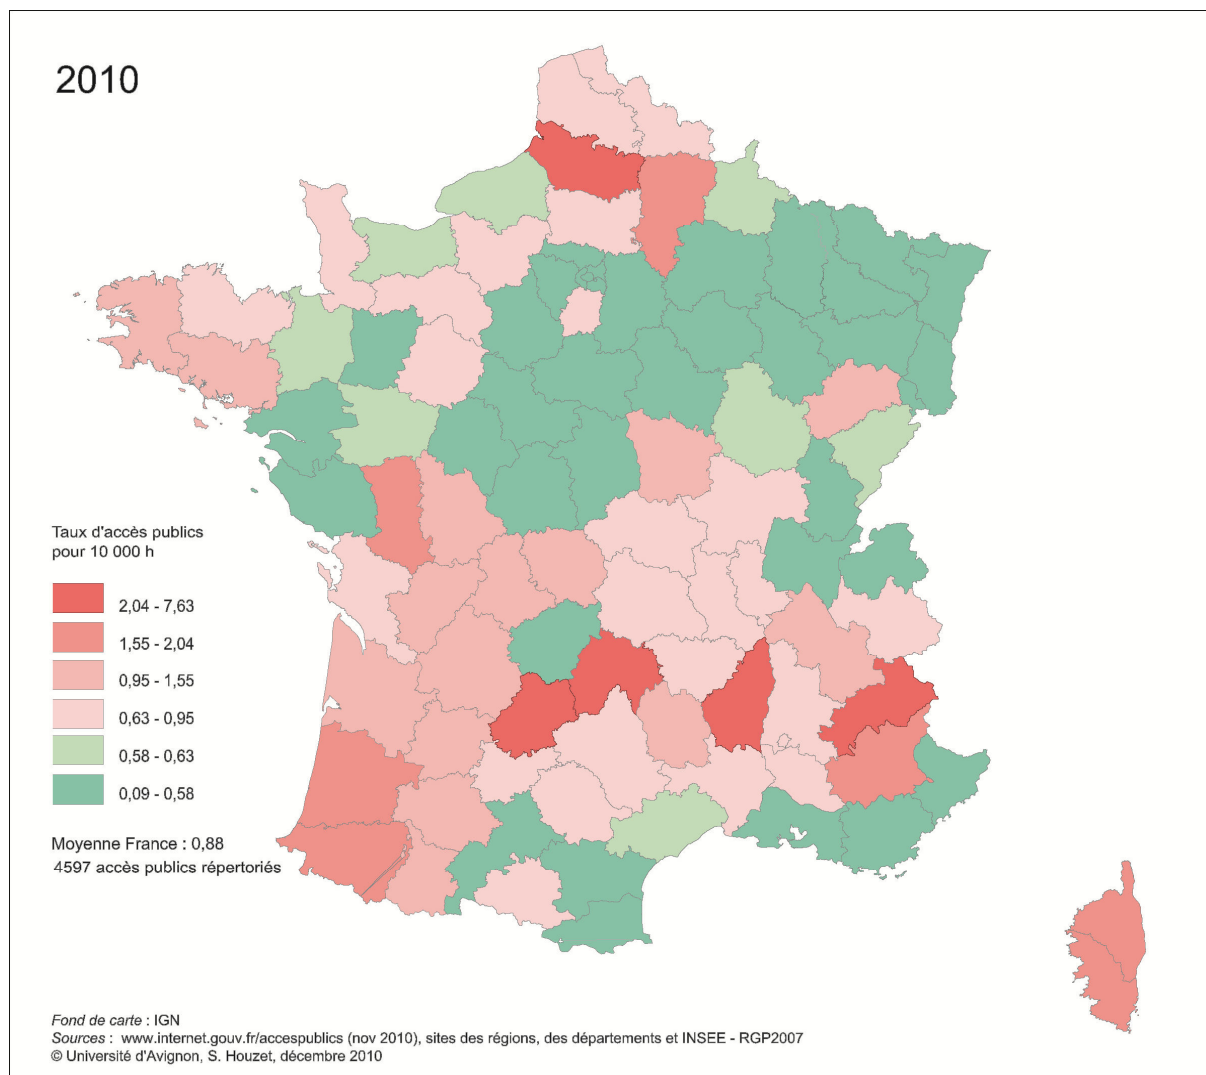 2010
Taux d'accès publics
pour 10 000 h
2,04 - 7,63
1,55 - 2,04
0,95 - 1,55
0,63 - 0,95
0,58 - 0,63
0,09 - 0,58
Moyenne France : 0,88
4597 accès publics répertoriés
Fond de carte : IGN
Sources : www.internet.gouv.fr/accespublics (nov 2010), sites des régions, des départements et INSEE - RGP2007
© Université d'Avignon, S. Houzet, décembre 2010